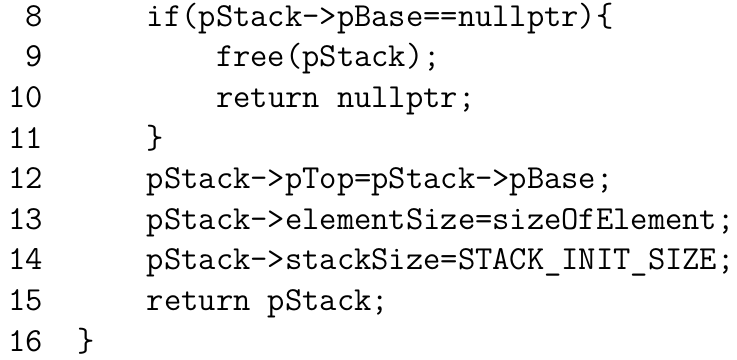 8 if(pStack->pBase==nullptr){
9 free(pStack);
10 return nullptr;
11 }
12 pStack->pTop=pStack->pBase;
13 pStack->elementSize=sizeOfElement;
14 pStack->stackSize=STACK_INIT_SIZE;
15 return pStack;
16 }